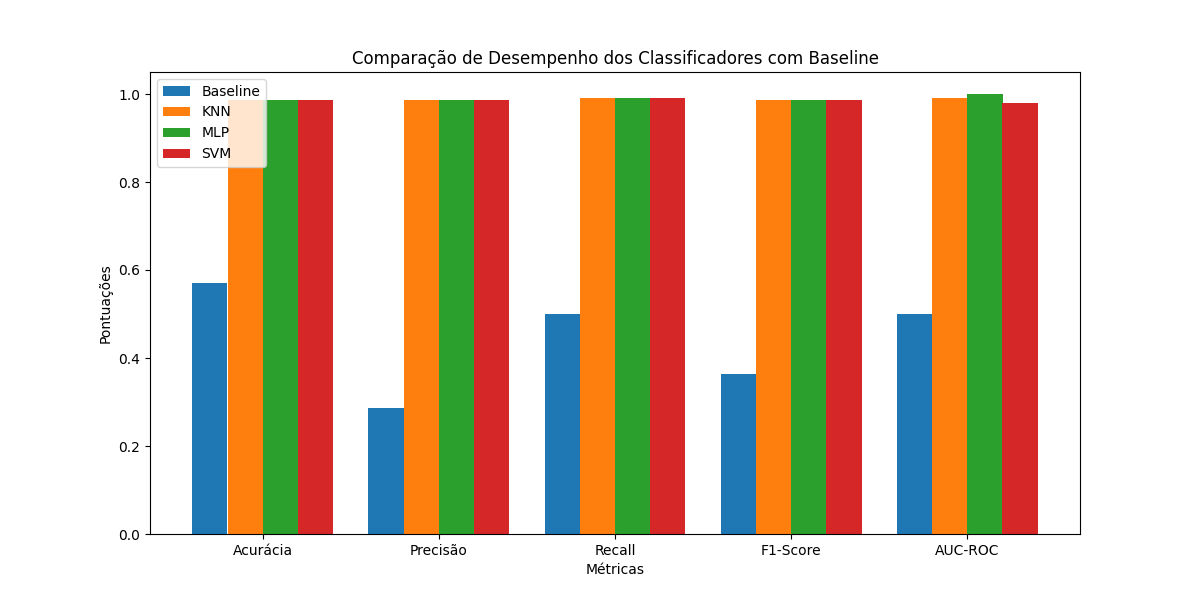 Comparação de Desempenho dos Classificadores com Baseline
Baseline
KNN
MLP
SVM
1.0
0.8
0.6
0.4
0.2
0.0
Pontuações
Acurácia
Precisão
Recall
F1-Score
AUC-ROC
Métricas